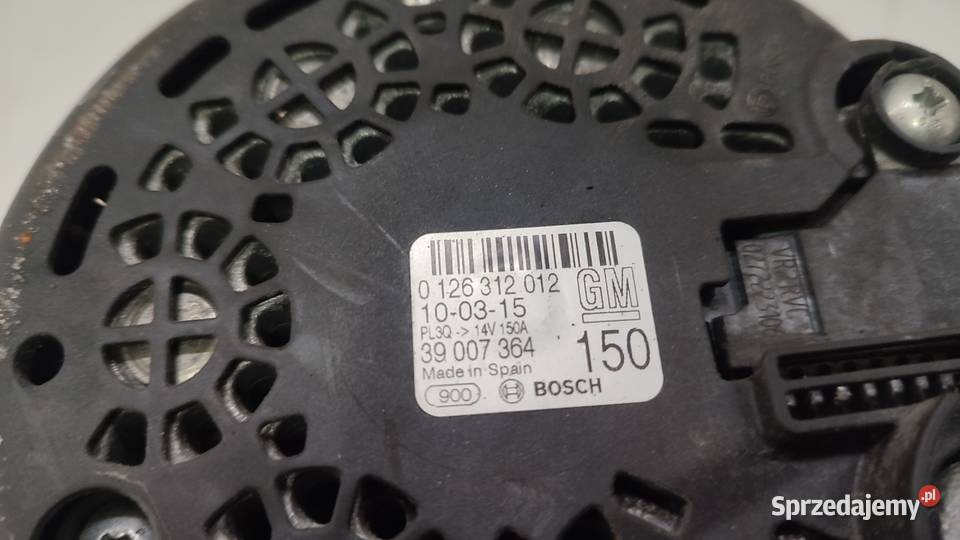 0 126 312 012
10-03-15
PL3Q -> 14V 150A
39 007 364
Made in Spain
900 BOSCH
GM
150
Sprzedajemy.pl